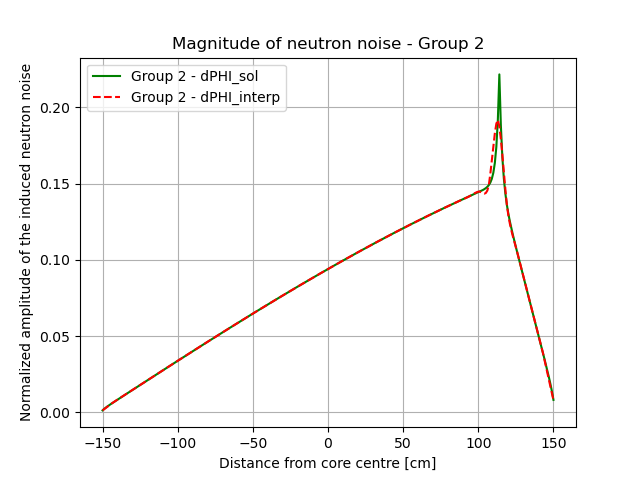 Magnitude of neutron noise - Group 2
Group 2 - dPHI_sol
Group 2 - dPHI_interp
Normalized amplitude of the induced neutron noise
0.20
0.15
0.10
0.05
0.00
−150 −100 −50 0 50 100 150
Distance from core centre [cm]